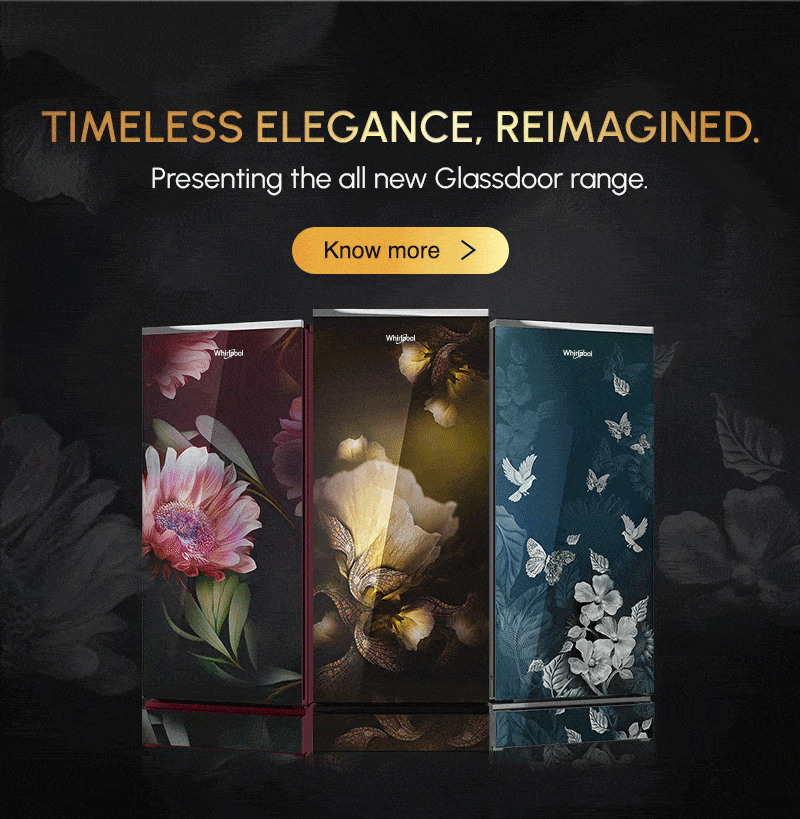 TIMELESS ELEGANCE, REIMAGINED.
Presenting the all new Glassdoor range.
Know more >
Whirlpool
Whirlpool
Whirlpool